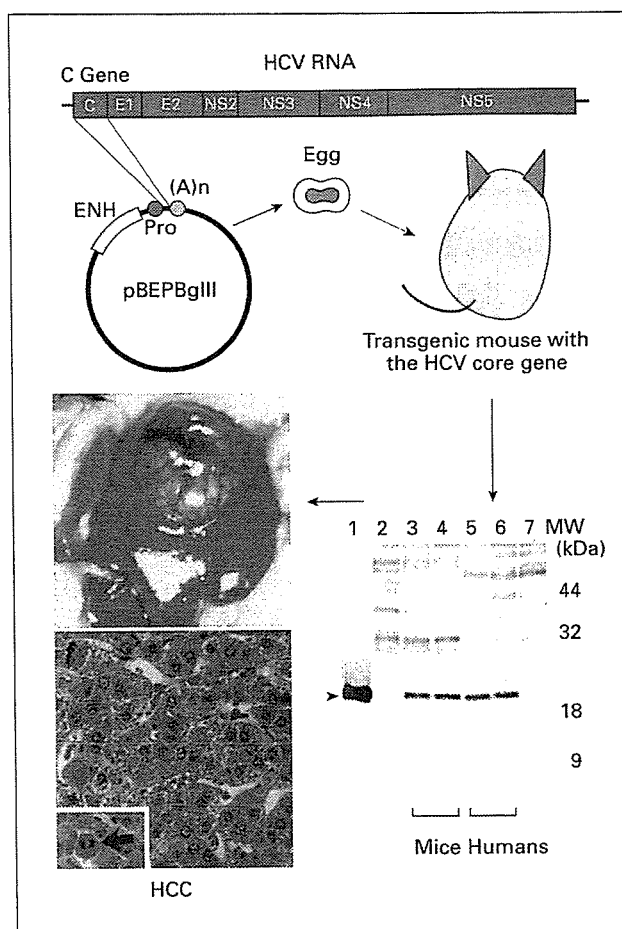 HCV RNA
C Gene
C E1 E2 NS2 NS3 NS4 NS5
(A)n
ENH
Pro
Egg
pBEPBglII
Transgenic mouse with
the HCV core gene
1 2 3 4 5 6 7 MW
(kDa)
44
32
18
9
Mice Humans
HCC